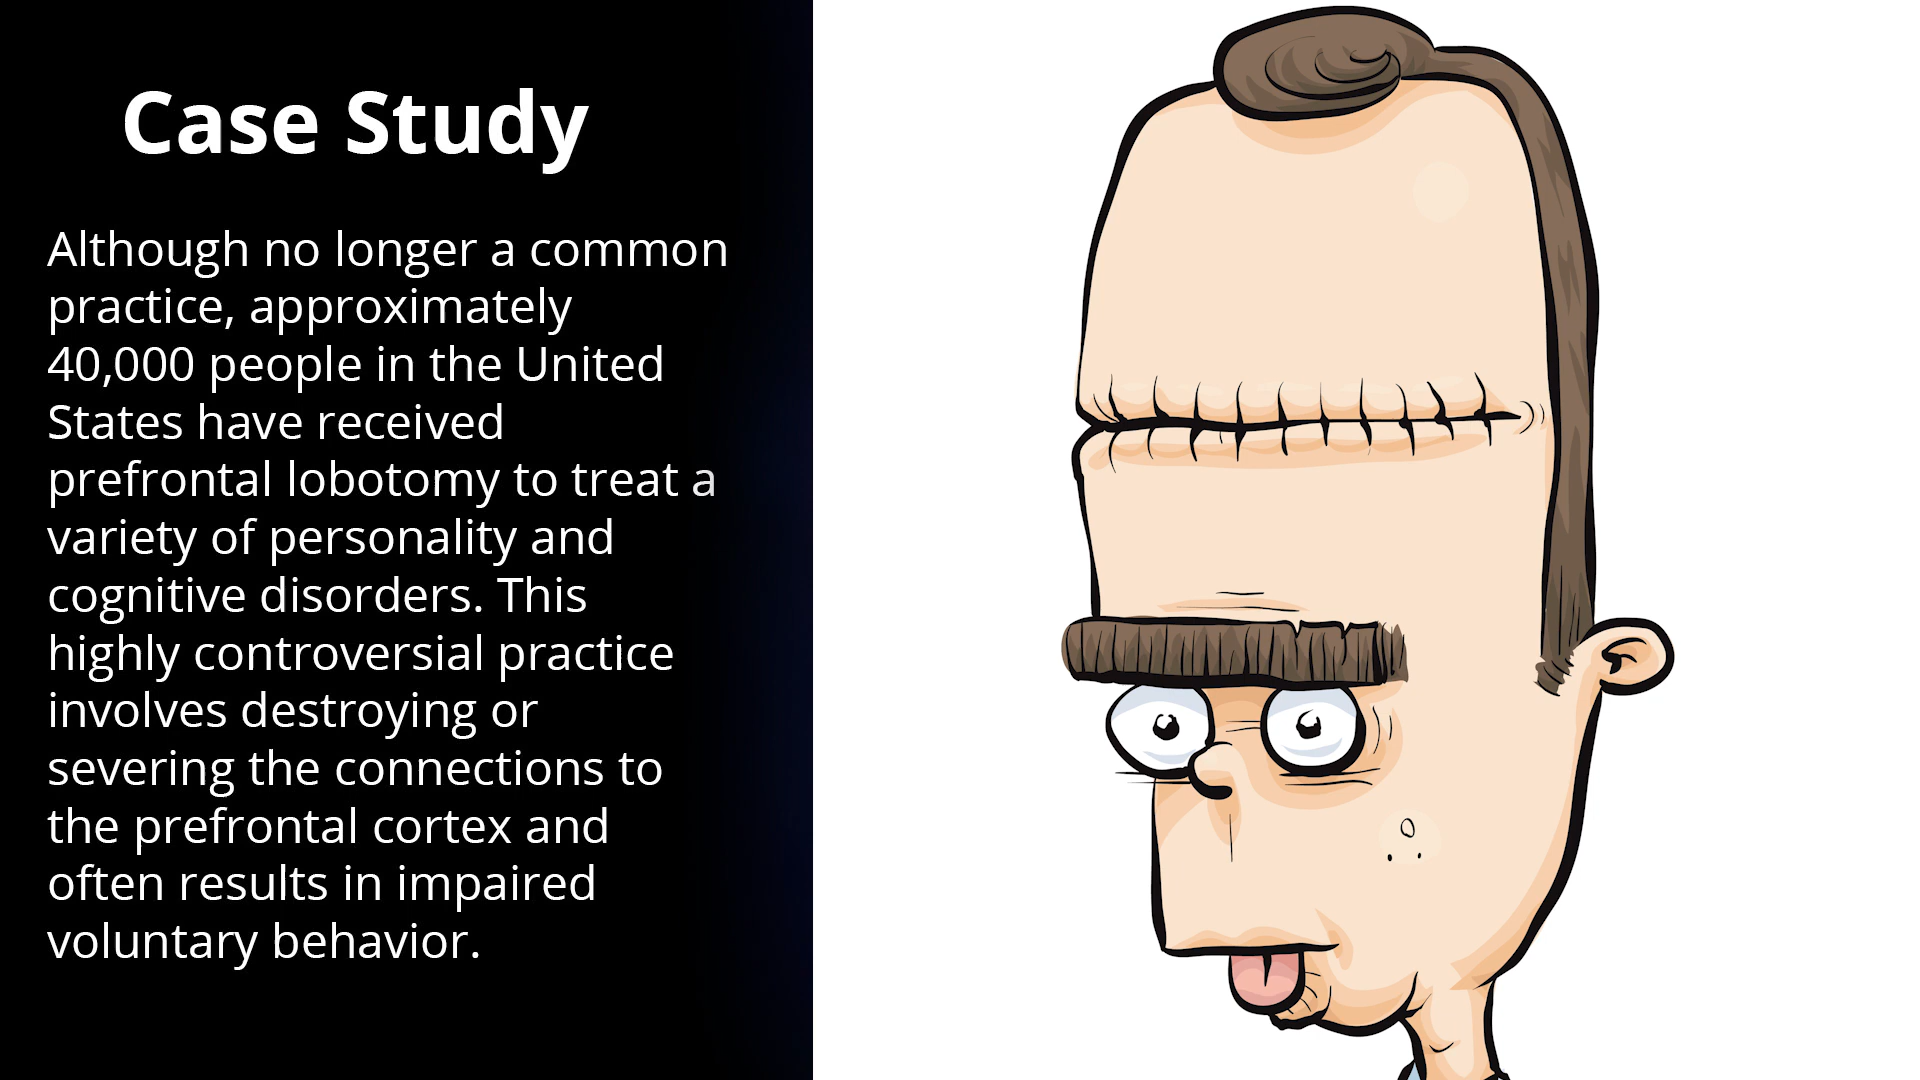 Case Study
Although no longer a common
practice, approximately
40,000 people in the United
States have received
prefrontal lobotomy to treat a
variety of personality and
cognitive disorders. This
highly controversial practice
involves destroying or
severing the connections to
the prefrontal cortex and
often results in impaired
voluntary behavior.